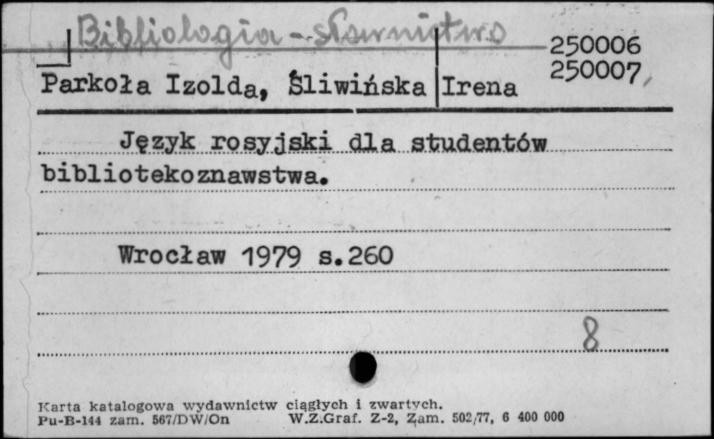 Bibliologia - słownictwo
250006
250007
Parkoła Izolda, Śliwińska Irena
Język rosyjski dla studentów
bibliotekoznawstwa.
Wrocław 1979 s.260
8
Karta katalogowa wydawnictw ciągłych i zwartych.
Pu-B-144 zam. 567/DW/On W.Z.Graf. Z-2, Zam. 502/77, 6 400 000